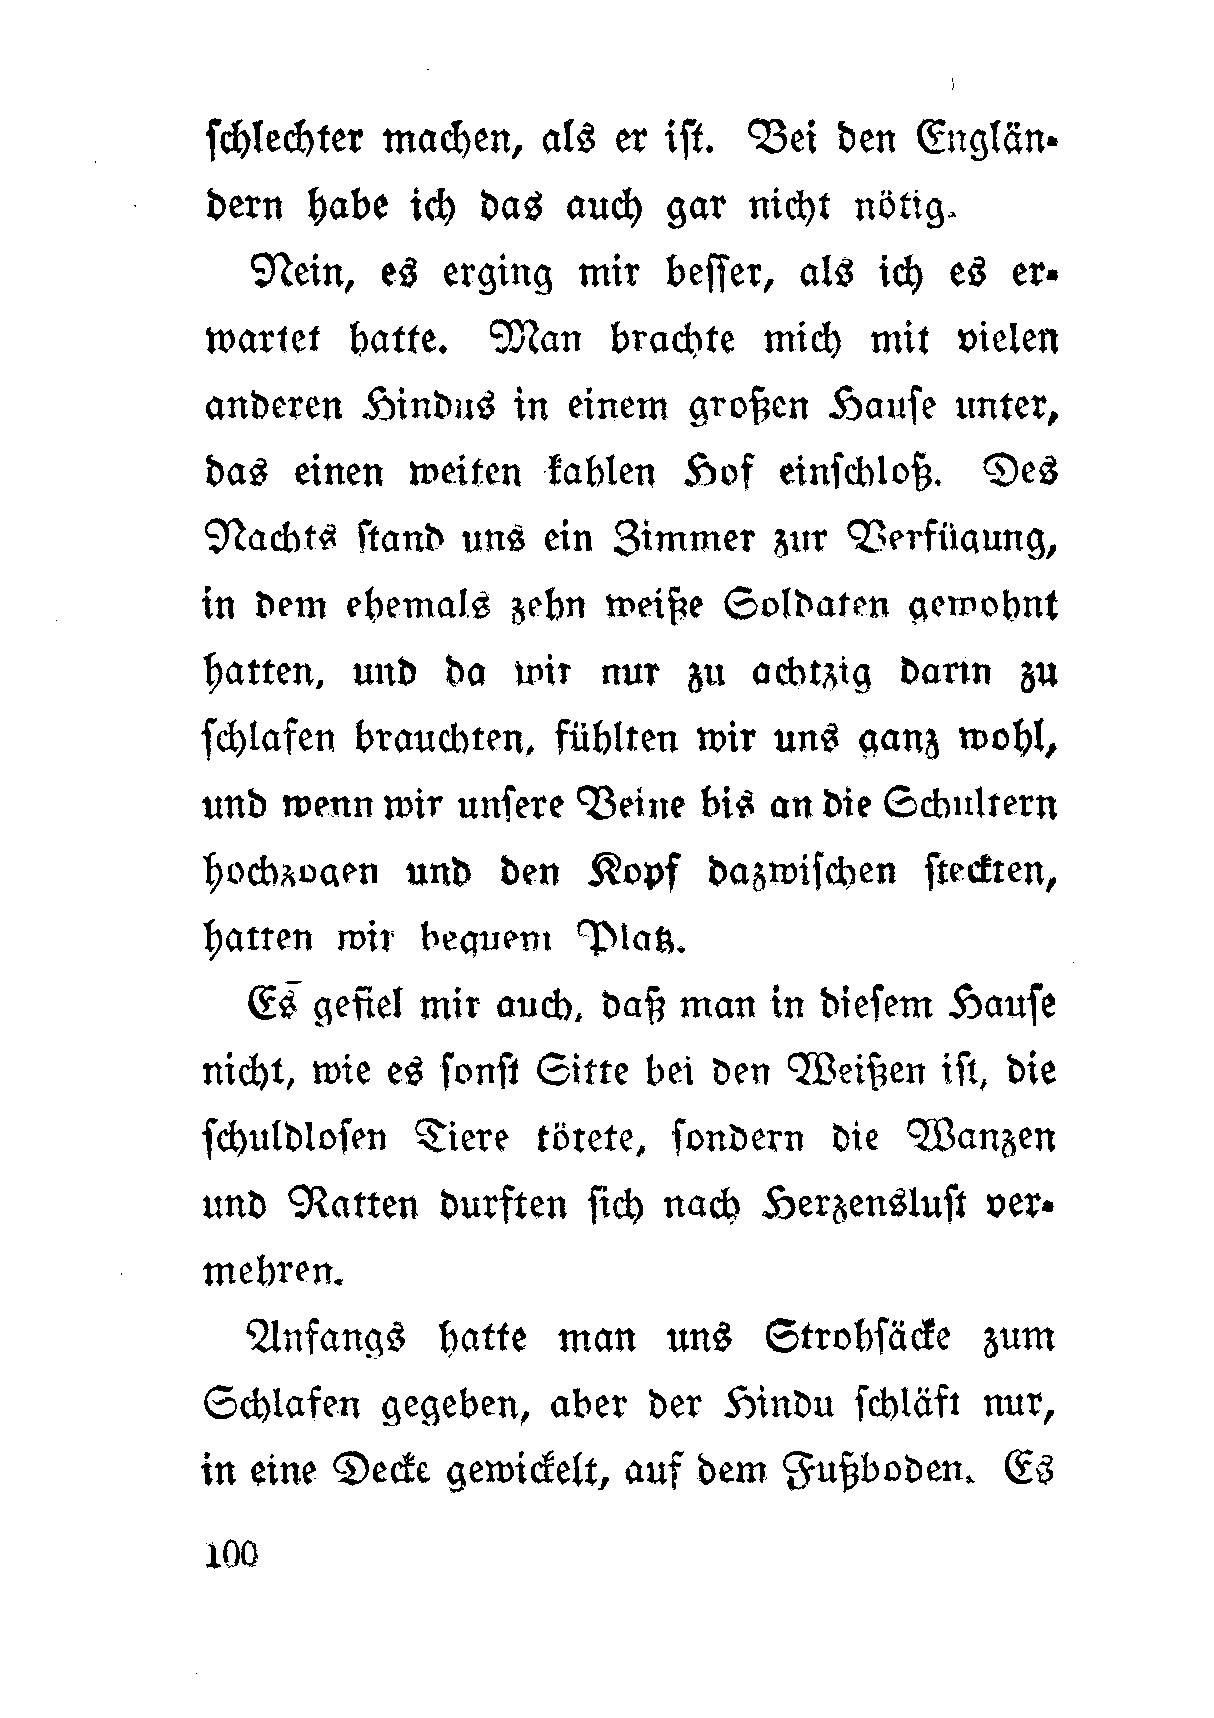 schlechter machen, als er ist. Bei den Englän-
dern habe ich das auch gar nicht nötig.
Nein, es erging mir besser, als ich es er-
wartet hatte. Man brachte mich mit vielen
anderen Hindus in einem großen Hause unter,
das einen weiten kahlen Hof einschloß. Des
Nachts stand uns ein Zimmer zur Verfügung,
in dem ehemals zehn weiße Soldaten gewohnt
hatten, und da wir nur zu achtzig darin zu
schlafen brauchten, fühlten wir uns ganz wohl,
und wenn wir unsere Beine bis an die Schultern
hochzogen und den Kopf dazwischen steckten,
hatten wir bequem Platz.
Es gefiel mir auch, daß man in diesem Hause
nicht, wie es sonst Sitte bei den Weißen ist, die
schuldlosen Tiere tötete, sondern die Wanzen
und Ratten durften sich nach Herzenslust ver-
mehren.
Anfangs hatte man uns Strohsäcke zum
Schlafen gegeben, aber der Hindu schläft nur,
in eine Decke gewickelt, auf dem Fußboden. Es
100